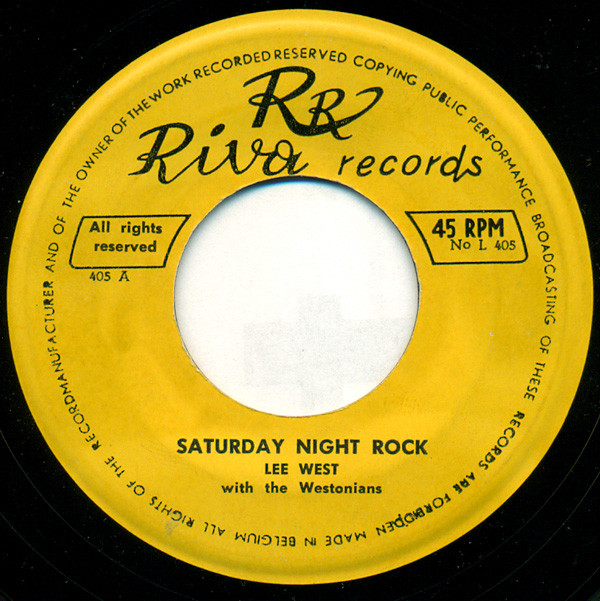 ALL RIGHTS OF THE RECORDMANUFACTURER AND OF THE OWNER OF THE WORK RECORDED RESERVED COPYING PUBLIC PERFORMANCE BROADCASTING OF THESE RECORDS ARE FORBIDDEN MADE IN BELGIUM
RR
Riva records
All rights
reserved
405 A
45 RPM
No L 405
SATURDAY NIGHT ROCK
LEE WEST
with the Westonians